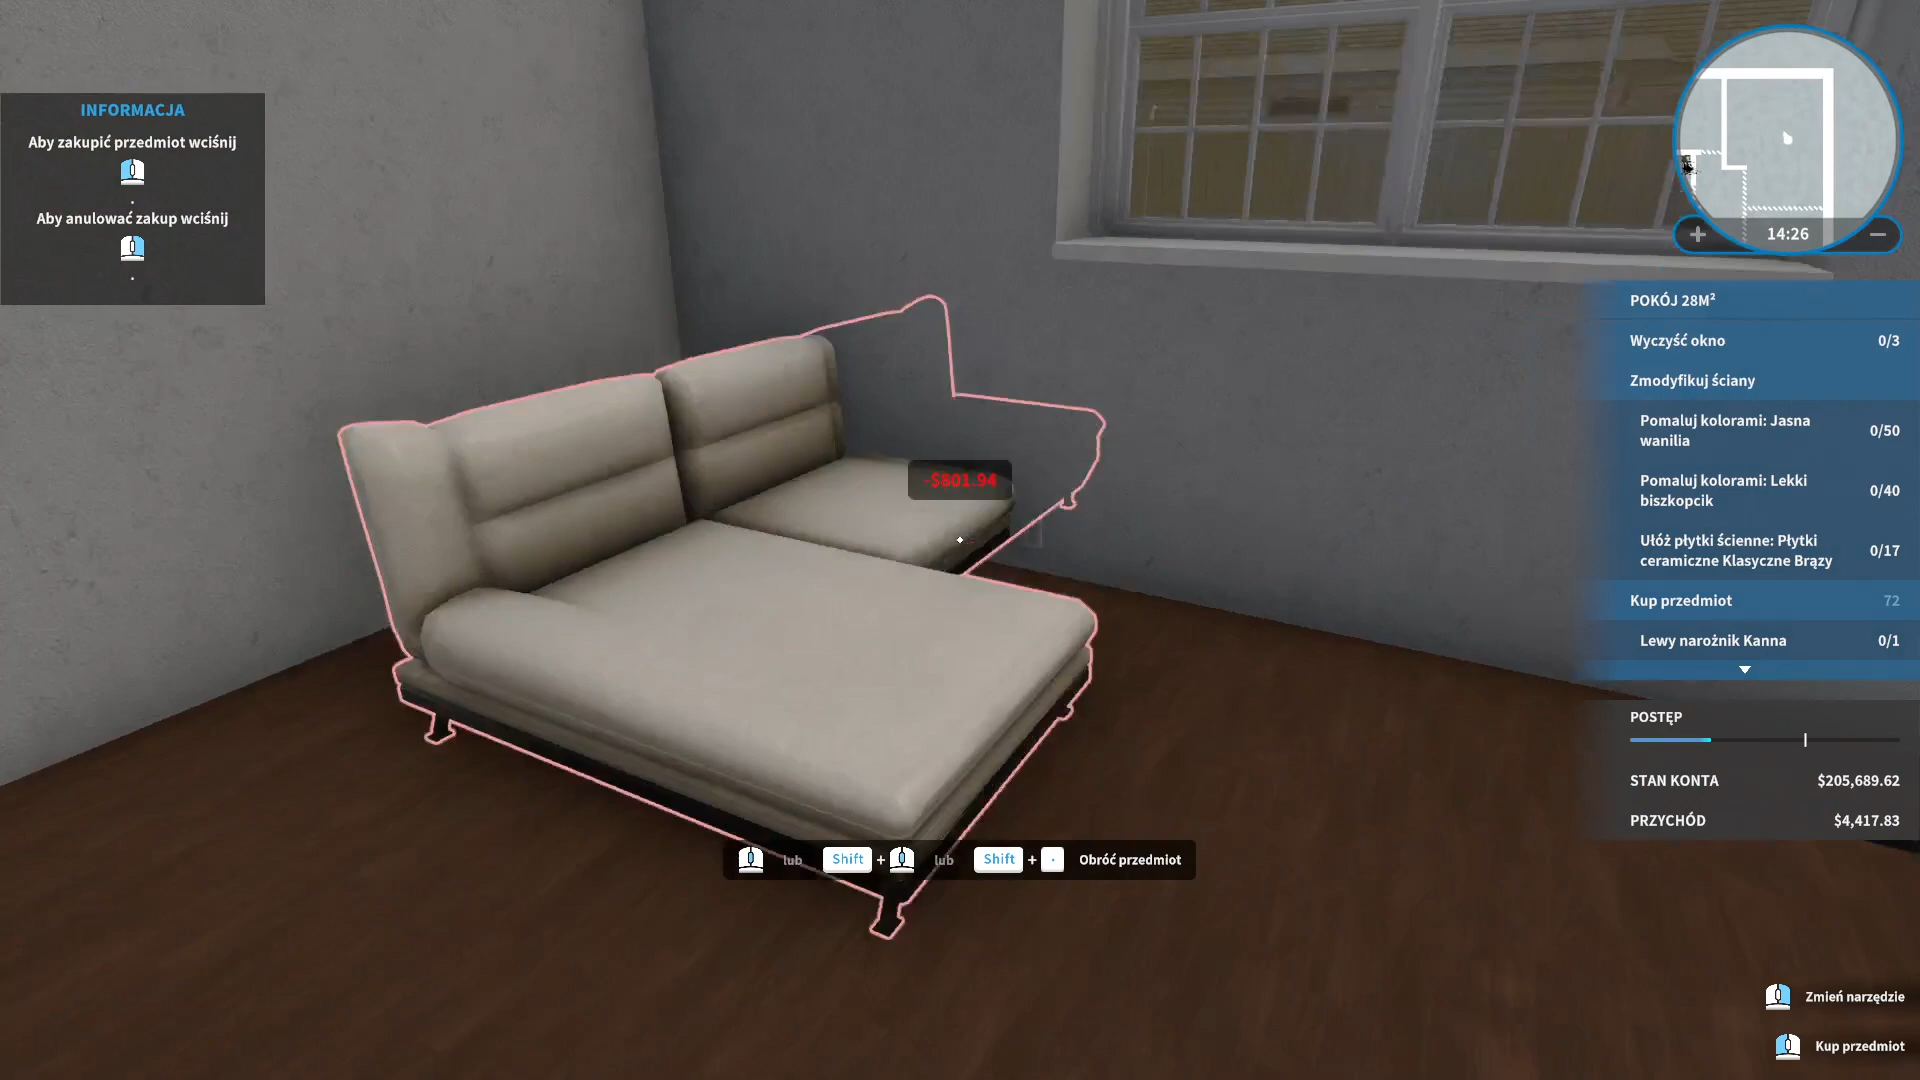 INFORMACJA
Aby zakupić przedmiot wciśnij
.
Aby anulować zakup wciśnij
.
14:26
POKÓJ 28M²
Wyczyść okno 0/3
Zmodyfikuj ściany
Pomaluj kolorami: Jasna
wanilia 0/50
Pomaluj kolorami: Lekki
biszkopcik 0/40
Ułóż płytki ścienne: Płytki
ceramiczne Klasyczne Brązy 0/17
Kup przedmiot 72
Lewy narożnik Kanna 0/1
POSTĘP
STAN KONTA $205,689.62
PRZYCHÓD $4,417.83
-$801.94
lub Shift + lub Shift + . Obróć przedmiot
Zmień narzędzie
Kup przedmiot